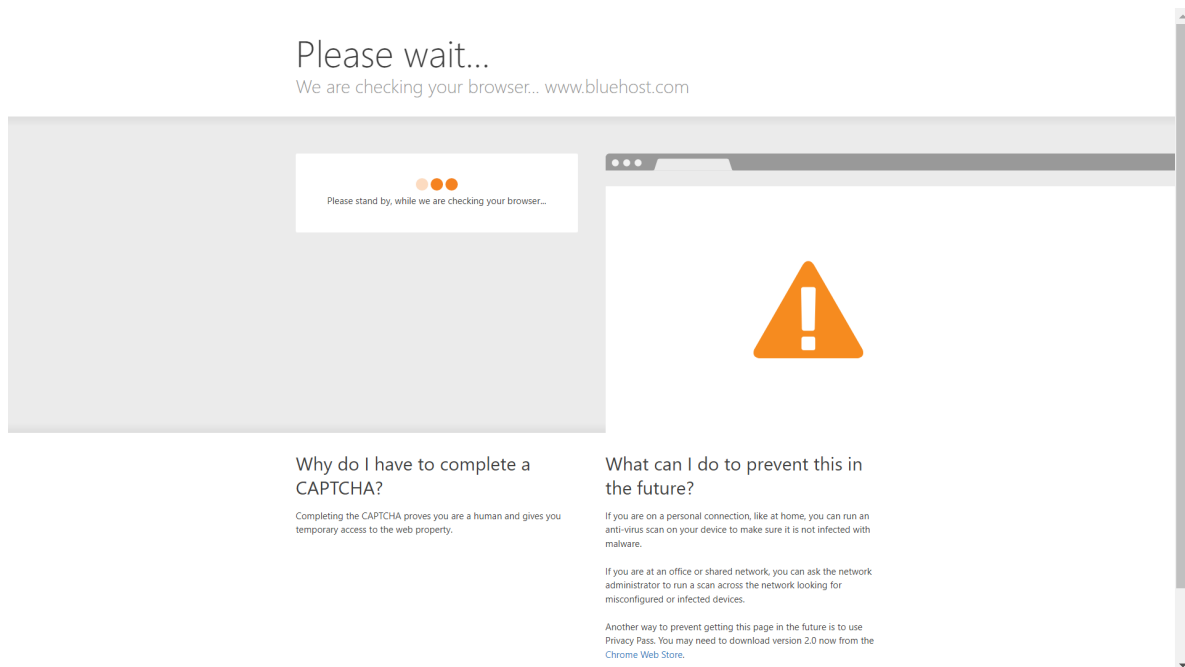 Please wait...
We are checking your browser... www.bluehost.com
Please stand by, while we are checking your browser...
Why do I have to complete a
CAPTCHA?
Completing the CAPTCHA proves you are a human and gives you
temporary access to the web property.
What can I do to prevent this in
the future?
If you are on a personal connection, like at home, you can run an
anti-virus scan on your device to make sure it is not infected with
malware.
If you are at an office or shared network, you can ask the network
administrator to run a scan across the network looking for
misconfigured or infected devices.
Another way to prevent getting this page in the future is to use
Privacy Pass. You may need to download version 2.0 now from the
Chrome Web Store.